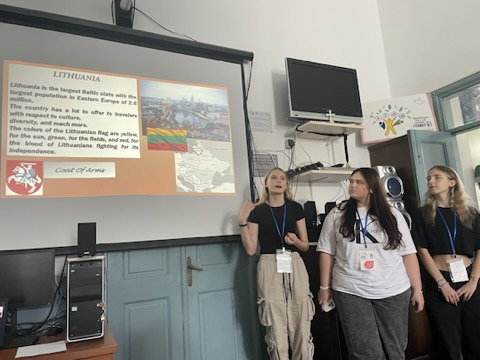 LITHUANIA
Lithuania is the largest Baltic state with the
largest population in Eastern Europe of 2.8
million.
The country has a lot to offer to travelers
with respect to culture,
diversity, and much more.
The colors of the Lithuanian flag are yellow,
for the sun, green, for the fields, and red, for
the blood of Lithuanians fighting for its
independence.
Coat Of Arms